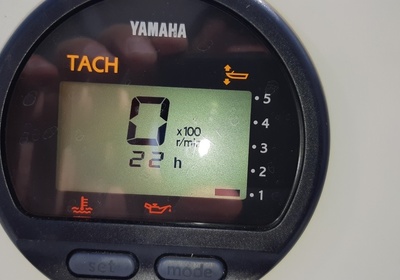 YAMAHA
TACH
0 x100
r/min
22 h
5
4
3
2
1
set mode